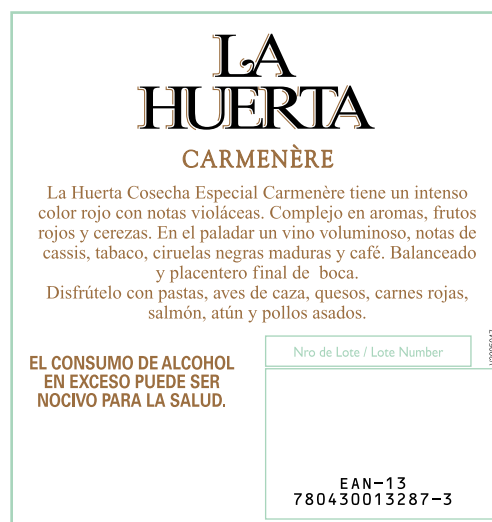 LA
HUERTA
CARMENÈRE
La Huerta Cosecha Especial Carmenère tiene un intenso
color rojo con notas violáceas. Complejo en aromas, frutos
rojos y cerezas. En el paladar un vino voluminoso, notas de
cassis, tabaco, ciruelas negras maduras y café. Balanceado
y placentero final de boca.
Disfrútelo con pastas, aves de caza, quesos, carnes rojas,
salmón, atún y pollos asados.
EL CONSUMO DE ALCOHOL
EN EXCESO PUEDE SER
NOCIVO PARA LA SALUD.
Nro de Lote / Lote Number
EAN-13
780430013287-3